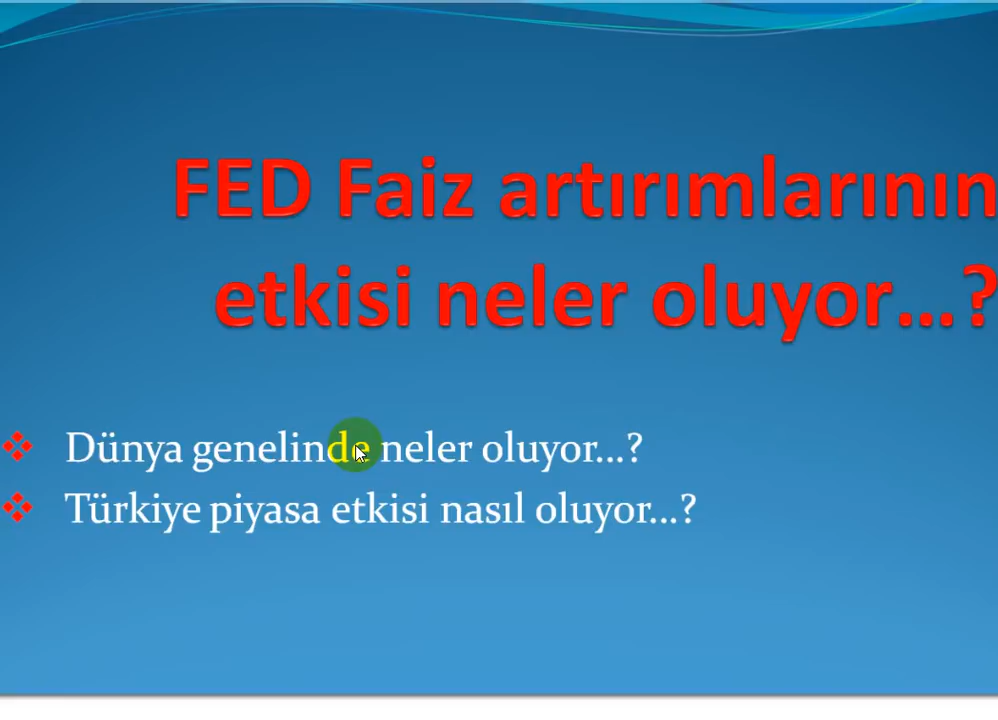 FED Faiz artırımlarının
etkisi neler oluyor...?
Dünya genelinde neler oluyor...?
Türkiye piyasa etkisi nasıl oluyor...?